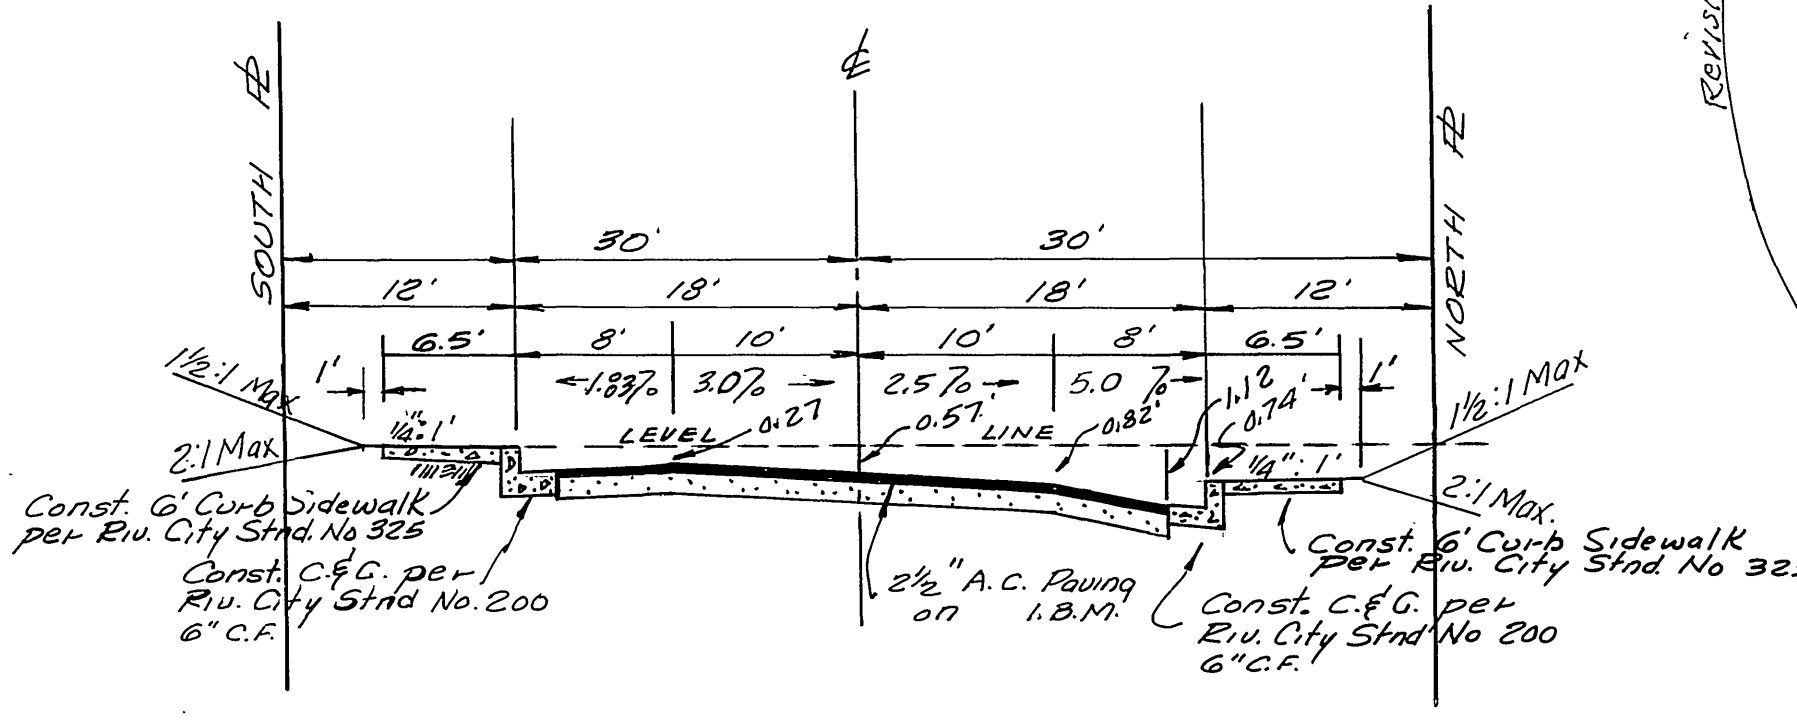 Revis
SOUTH PL
℄
NORTH PL
30'
30'
12'
18'
18'
12'
6.5'
8'
10'
10'
8'
6.5'
1'
3.0%
2.5%
5.0 %
1'
1½:1 Max
1½:1 Max
0.27
0.57'
0.82'
1.12
0.74'
¼":1'
LEVEL LINE
¼":1'
2:1 Max
2:1 Max.
Const. 6' Curb Sidewalk
per Riv. City Stnd. No 325
Const. C.&G. per
Riv. City Stnd No. 200
6" C.F.
2½" A.C. Paving
on I.B.M.
Const. 6' Curb Sidewalk
per Riv. City Stnd. No 32
Const. C.&G. per
Riv. City Stnd No 200
6" C.F.